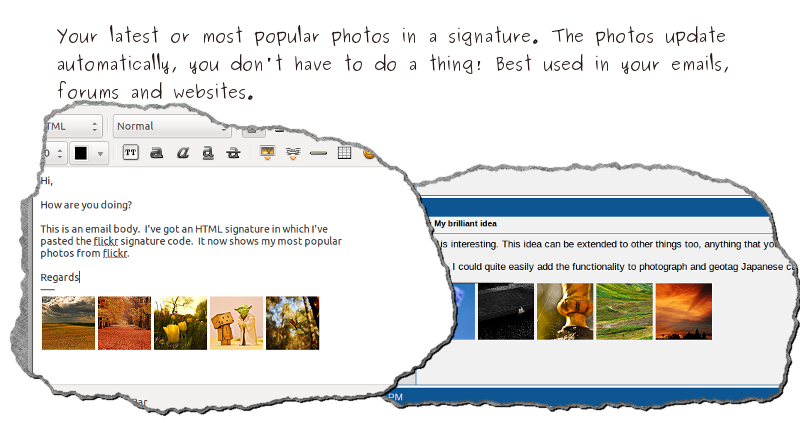 Your latest or most popular photos in a signature. The photos update
automatically, you don't have to do a thing! Best used in your emails,
forums and websites.
TML
Normal
0
TT a a a a
Hi,
How are you doing?
This is an email body. I've got an HTML signature in which I've
pasted the flickr signature code. It now shows my most popular
photos from flickr.
Regards
My brilliant idea
is interesting. This idea can be extended to other things too, anything that
I could quite easily add the functionality to photograph and geotag Japanese
PM